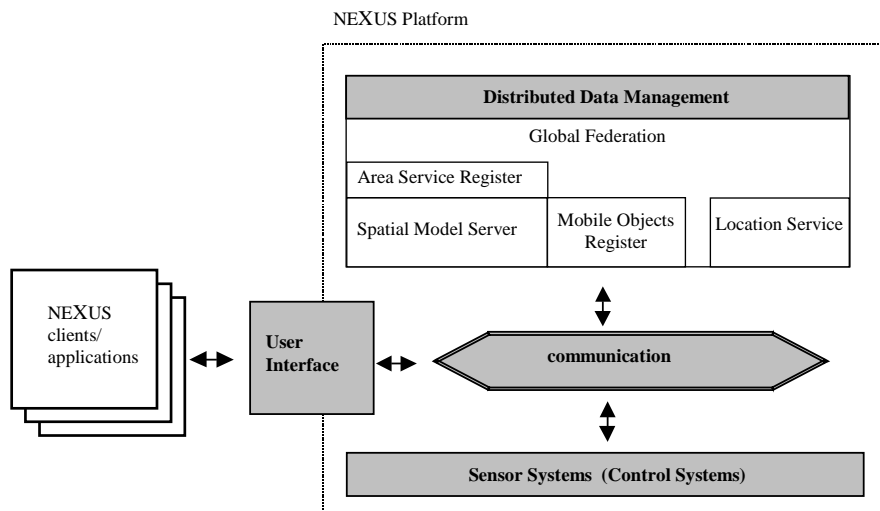 NEXUS Platform
Distributed Data Management
Global Federation
Area Service Register
Spatial Model Server
Mobile Objects
Register
Location Service
NEXUS
clients/
applications
User
Interface
communication
Sensor Systems (Control Systems)